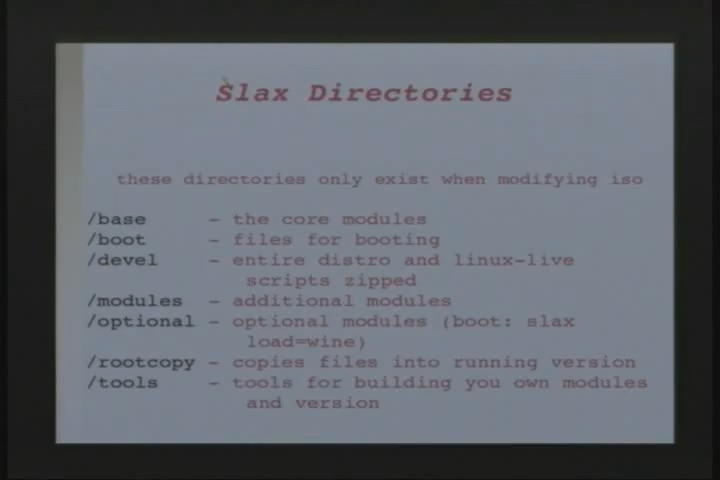 Slax Directories
these directories only exist when modifying iso
/base - the core modules
/boot - files for booting
/devel - entire distro and linux-live
scripts zipped
/modules - additional modules
/optional - optional modules (boot: slax
load=wine)
/rootcopy - copies files into running version
/tools - tools for building you own modules
and version